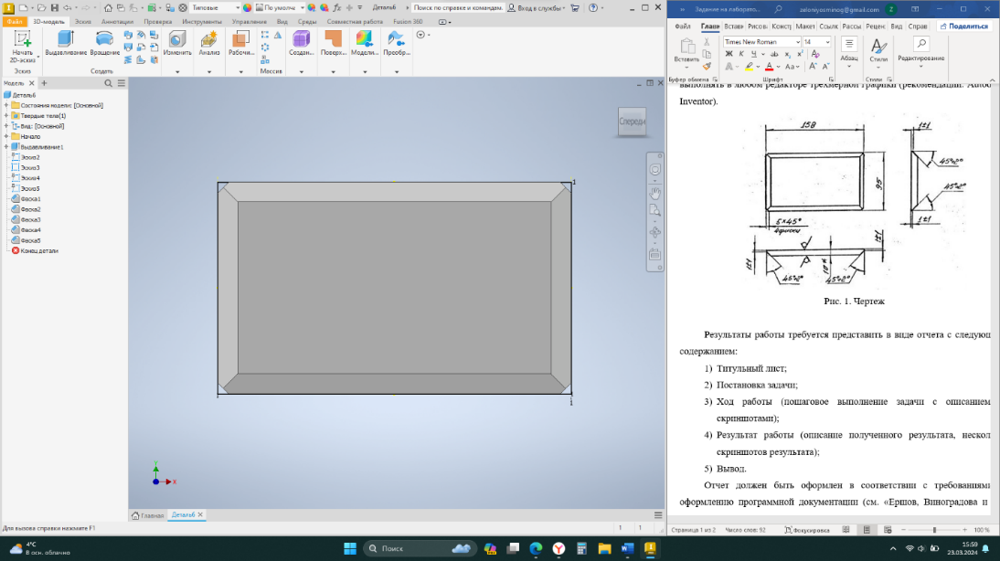 Типовые
По умолч
Деталь6
Поиск по справке и командам.
Вход в службы
Файл
3D-модель
Эскиз
Аннотации
Проверка
Инструменты
Управление
Вид
Среды
Совместная работа
Fusion 360
Начать
2D-эскиз
Выдавливание
Вращение
Изменить
Анализ
Рабочи...
Создан...
Поверх...
Модели...
Преобр...
Эскиз
Создать
Массив
Модель
Деталь6
Состояния модели: [Основной]
Твердые тела(1)
Вид: [Основной]
Начало
Выдавливание1
Эскиз2
Эскиз3
Эскиз4
Эскиз5
Фаска1
Фаска2
Фаска3
Фаска4
Фаска5
Конец детали
Спереди
Y
X
Главная
Деталь6
Для вызова справки нажмите F1
1
1
Задание на лаборато...
zeloniyosminog@gmail.com
Z
Файл
Главн
Вставк
Рисов
Констр
Макет
Ссылк
Рассы
Рецен
Вид
Справ
Поделиться
Вставить
Times New Roman
14
Ж К Ч
Абзац
Стили
Редактирование
Буфер обмена
Шрифт
Стили
выполнять в любом редакторе трехмерной графики (рекомендации: Autod
Inventor).
158
1±1
45°±2°
95
45°±2°
5×45°
4 фаски
1±1
1±1
1±1
10*
45°±2°
45°±2°
Рис. 1. Чертеж
Результаты работы требуется представить в виде отчета с следующ
содержанием:
1) Титульный лист;
2) Постановка задачи;
3) Ход работы (пошаговое выполнение задачи с описанием
скриншотами);
4) Результат работы (описание полученного результата, нескол
скриншотов результата);
5) Вывод.
Отчет должен быть оформлен в соответствии с требованиями
оформлению программной документации (см. «Ершов, Виноградова и
Страница 1 из 2
Число слов: 92
Фокусировка
100 %
4°C
В осн. облачно
Поиск
15:59
23.03.2024